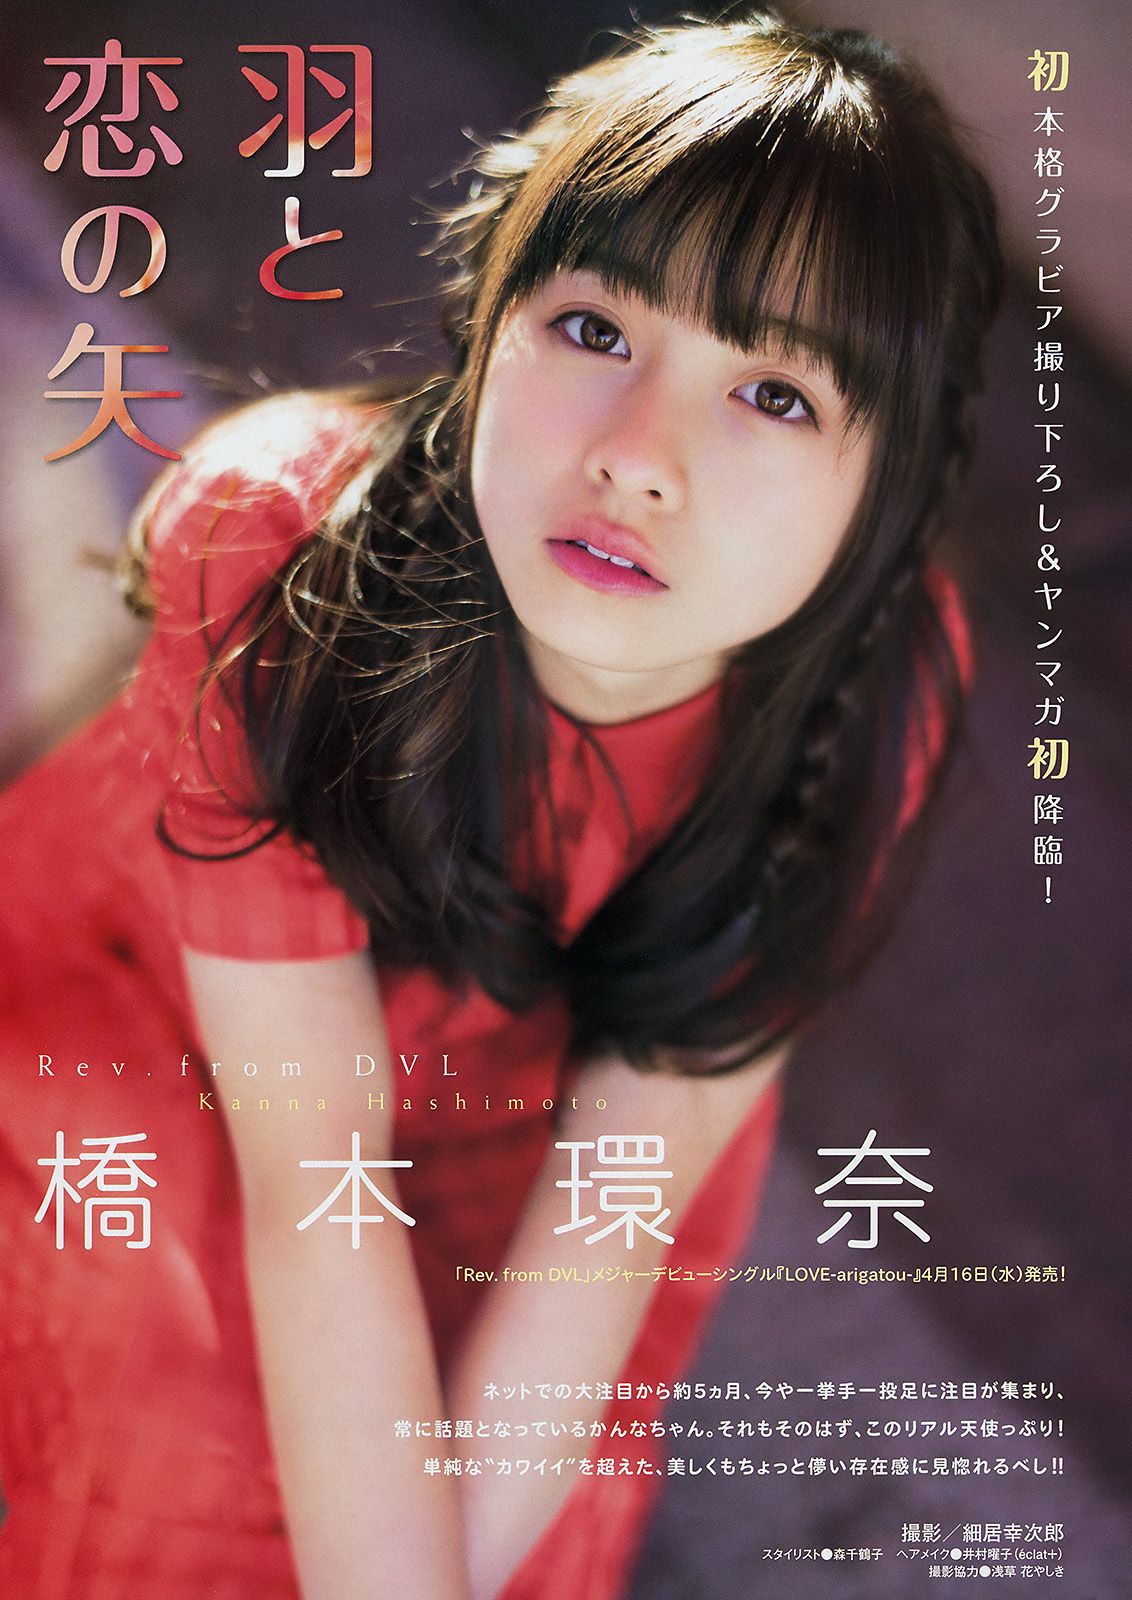 初本格グラビア撮り下ろし&ヤンマガ初降臨!
羽と
恋の矢
Rev. from DVL
Kanna Hashimoto
橋本環奈
「Rev. from DVL」メジャーデビューシングル『LOVE-arigatou-』4月16日(水)発売!
ネットでの大注目から約5ヵ月、今や一挙手一投足に注目が集まり、
常に話題となっているかんなちゃん。それもそのはず、このリアル天使っぷり!
単純な“カワイイ”を超えた、美しくもちょっと儚い存在感に見惚れるべし!!
撮影/細居幸次郎
スタイリスト●森千鶴子 ヘアメイク●井村曜子(éclat+)
撮影協力●浅草 花やしき